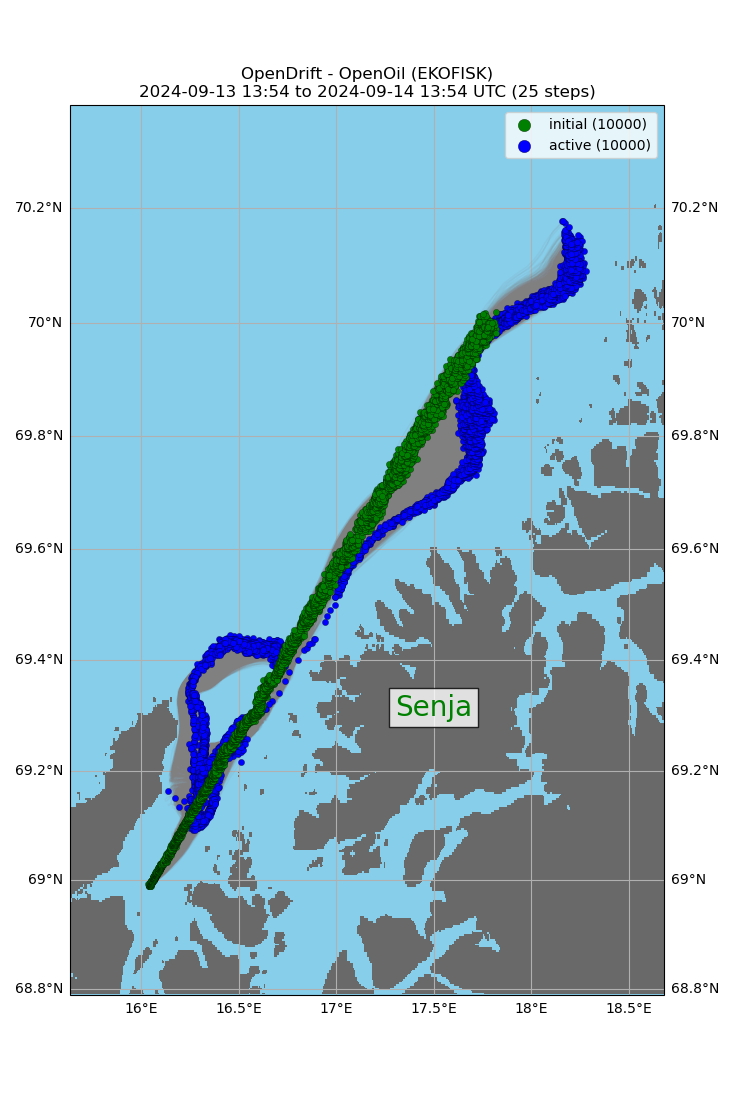 OpenDrift - OpenOil (EKOFISK)
2024-09-13 13:54 to 2024-09-14 13:54 UTC (25 steps)
initial (10000)
active (10000)
70.2°N 70.2°N
70°N 70°N
69.8°N 69.8°N
69.6°N 69.6°N
69.4°N 69.4°N
Senja
69.2°N 69.2°N
69°N 69°N
68.8°N 68.8°N
16°E 16.5°E 17°E 17.5°E 18°E 18.5°E